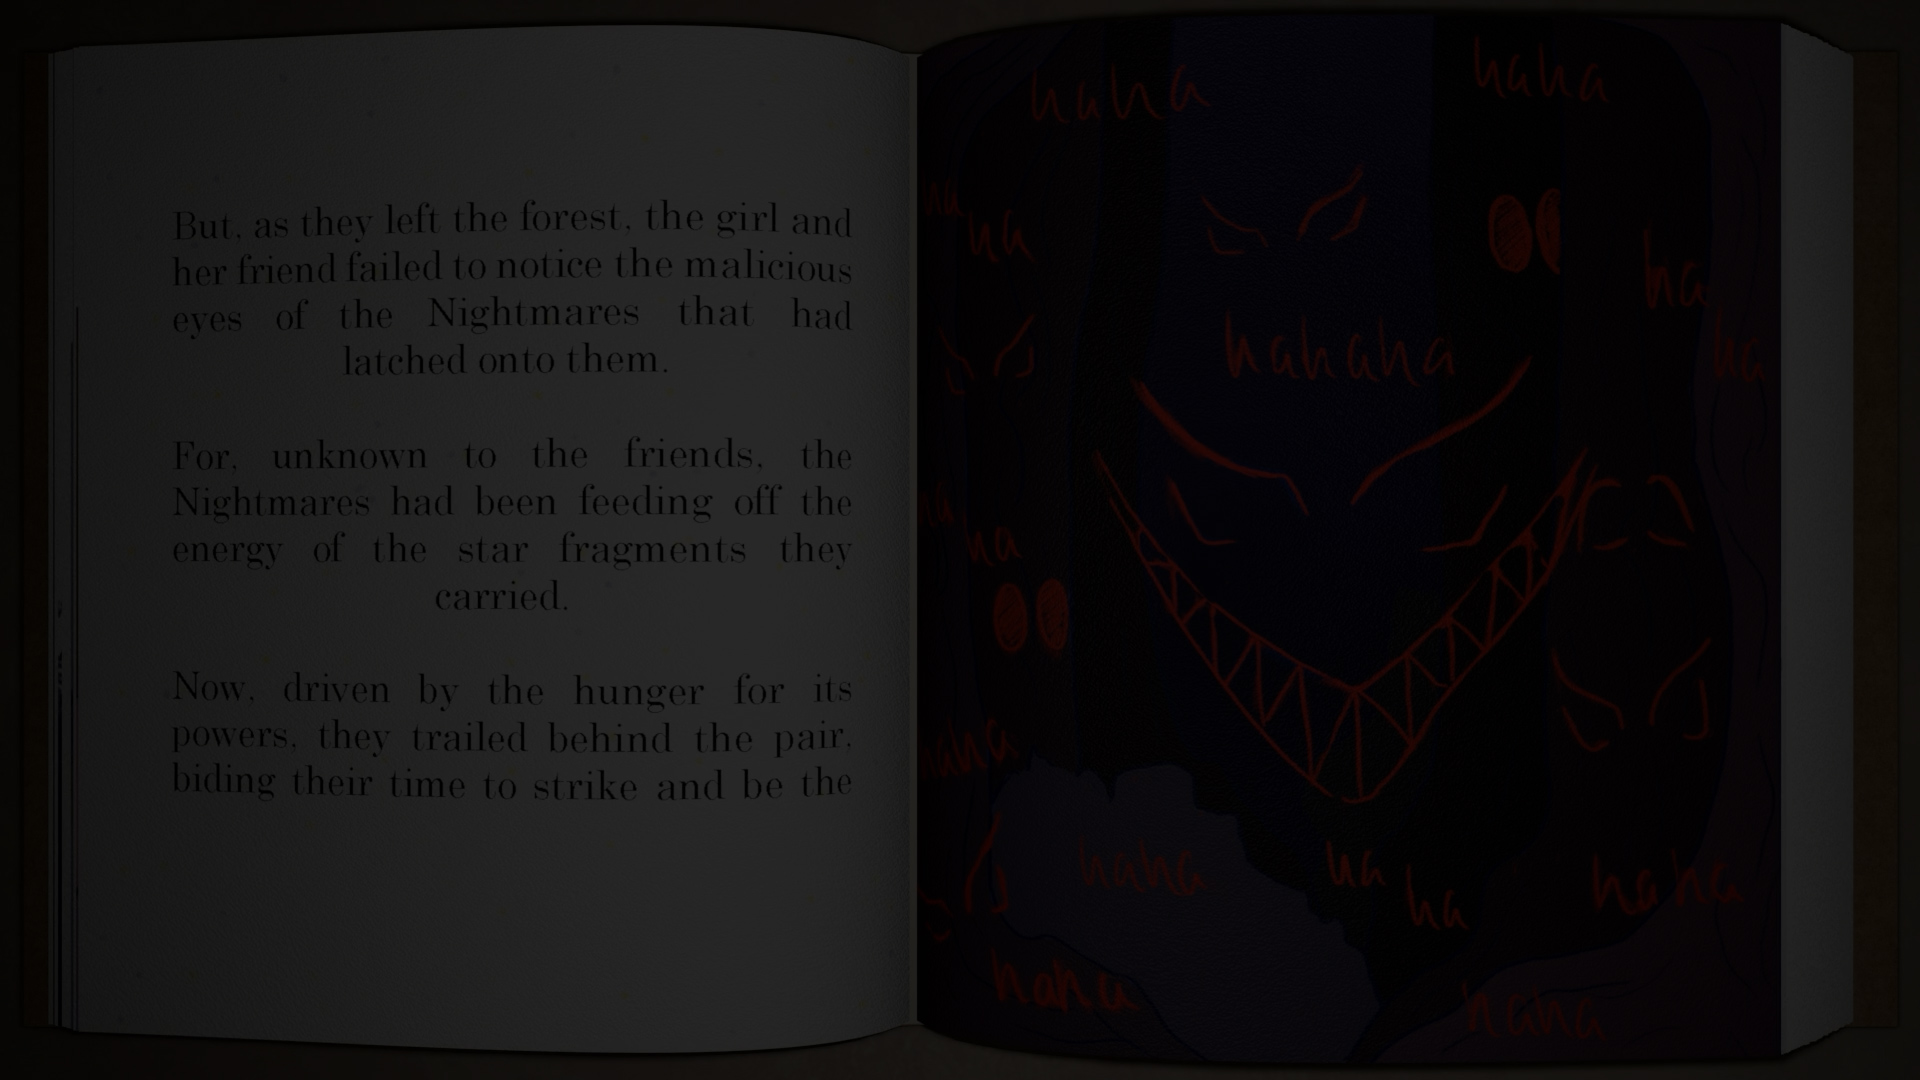 But, as they left the forest, the girl and
her friend failed to notice the malicious
eyes of the Nightmares that had
latched onto them.
For, unknown to the friends, the
Nightmares had been feeding off the
energy of the star fragments they
carried.
Now, driven by the hunger for its
powers, they trailed behind the pair,
biding their time to strike and be the
haha
haha
ha
ha
ha
hahaha
ha
ha
ha
haha
haha
ha
ha
haha
haha
haha